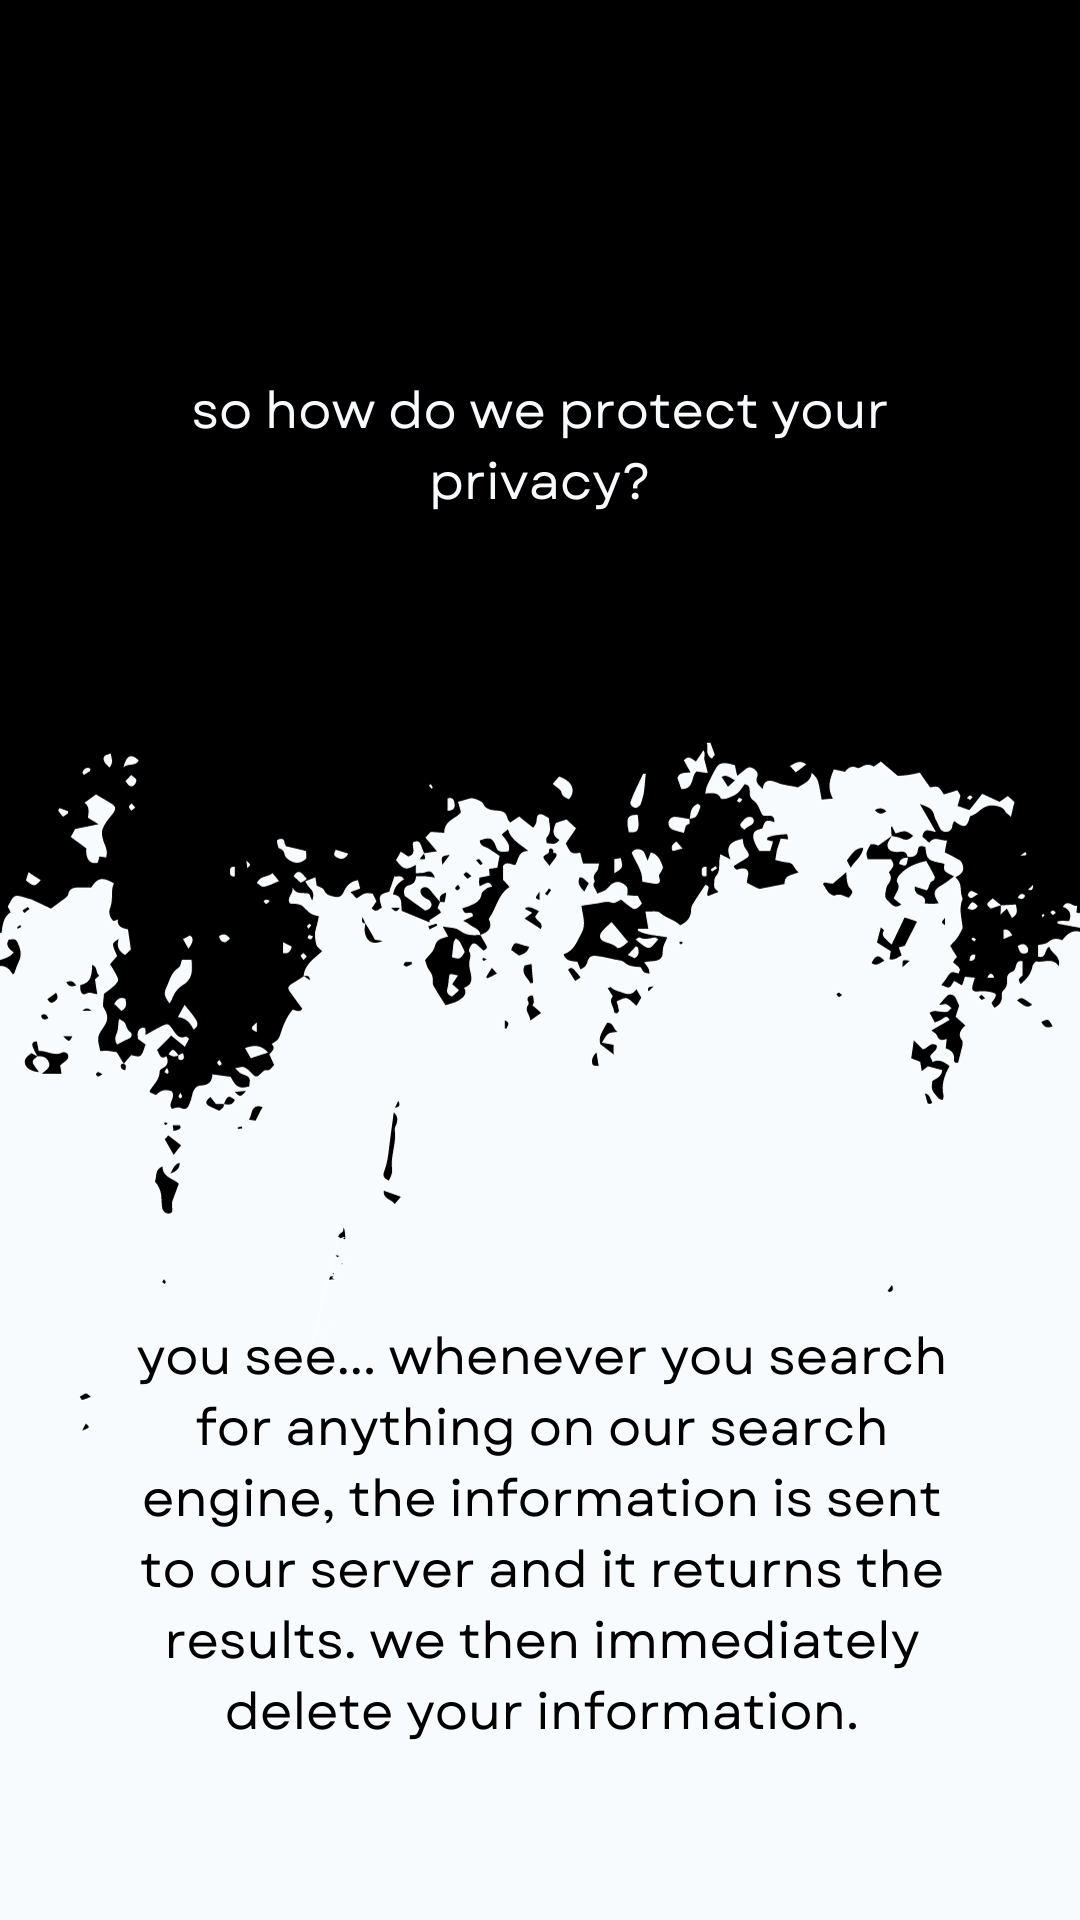 so how do we protect your
privacy?
you see... whenever you search
for anything on our search
engine, the information is sent
to our server and it returns the
results. we then immediately
delete your information.